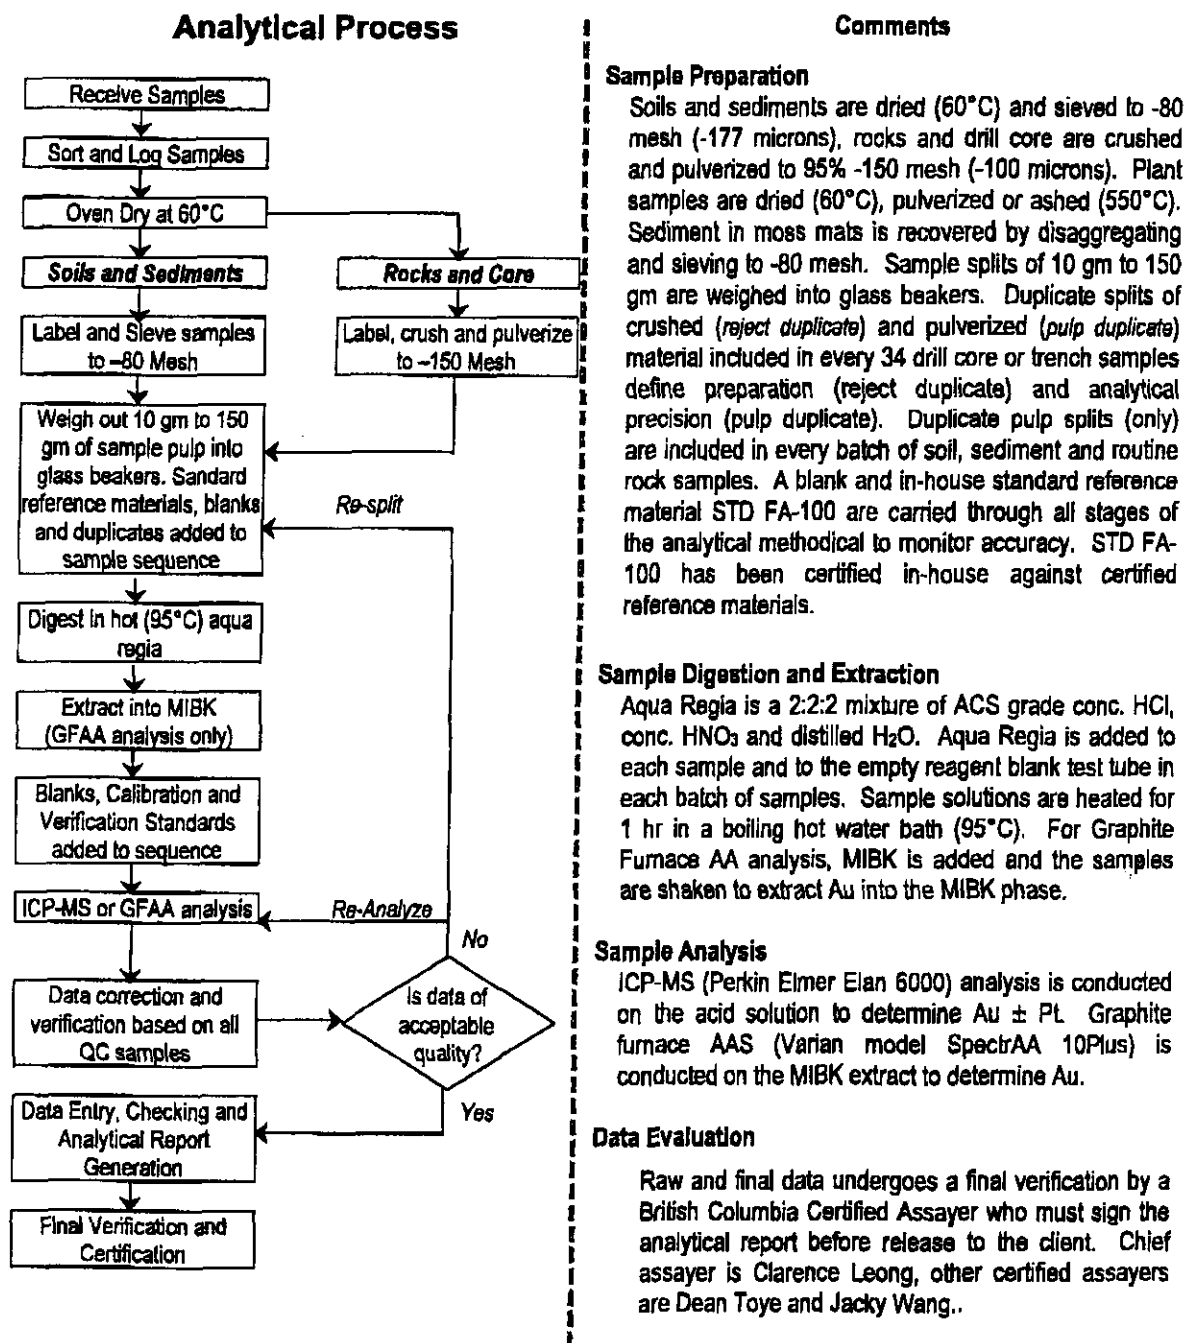 Analytical Process
Receive Samples
Sort and Log Samples
Oven Dry at 60°C
Soils and Sediments
Rocks and Core
Label and Sieve samples
to –80 Mesh
Label, crush and pulverize
to –150 Mesh
Weigh out 10 gm to 150
gm of sample pulp into
glass beakers. Sandard
reference materials, blanks
and duplicates added to
sample sequence
Re-split
Digest in hot (95°C) aqua
regia
Extract into MIBK
(GFAA analysis only)
Blanks, Calibration and
Verification Standards
added to sequence
ICP-MS or GFAA analysis
Re-Analyze
No
Data correction and
verification based on all
QC samples
Is data of
acceptable
quality?
Yes
Data Entry, Checking and
Analytical Report
Generation
Final Verification and
Certification
Comments
Sample Preparation
Soils and sediments are dried (60°C) and sieved to -80
mesh (-177 microns), rocks and drill core are crushed
and pulverized to 95% -150 mesh (-100 microns). Plant
samples are dried (60°C), pulverized or ashed (550°C).
Sediment in moss mats is recovered by disaggregating
and sieving to -80 mesh. Sample splits of 10 gm to 150
gm are weighed into glass beakers. Duplicate splits of
crushed (reject duplicate) and pulverized (pulp duplicate)
material included in every 34 drill core or trench samples
define preparation (reject duplicate) and analytical
precision (pulp duplicate). Duplicate pulp splits (only)
are included in every batch of soil, sediment and routine
rock samples. A blank and in-house standard reference
material STD FA-100 are carried through all stages of
the analytical methodical to monitor accuracy. STD FA-
100 has been certified in-house against certified
reference materials.
Sample Digestion and Extraction
Aqua Regia is a 2:2:2 mixture of ACS grade conc. HCl,
conc. HNO₃ and distilled H₂O. Aqua Regia is added to
each sample and to the empty reagent blank test tube in
each batch of samples. Sample solutions are heated for
1 hr in a boiling hot water bath (95°C). For Graphite
Furnace AA analysis, MIBK is added and the samples
are shaken to extract Au into the MIBK phase.
Sample Analysis
ICP-MS (Perkin Elmer Elan 6000) analysis is conducted
on the acid solution to determine Au ± Pt. Graphite
furnace AAS (Varian model SpectrAA 10Plus) is
conducted on the MIBK extract to determine Au.
Data Evaluation
Raw and final data undergoes a final verification by a
British Columbia Certified Assayer who must sign the
analytical report before release to the client. Chief
assayer is Clarence Leong, other certified assayers
are Dean Toye and Jacky Wang..